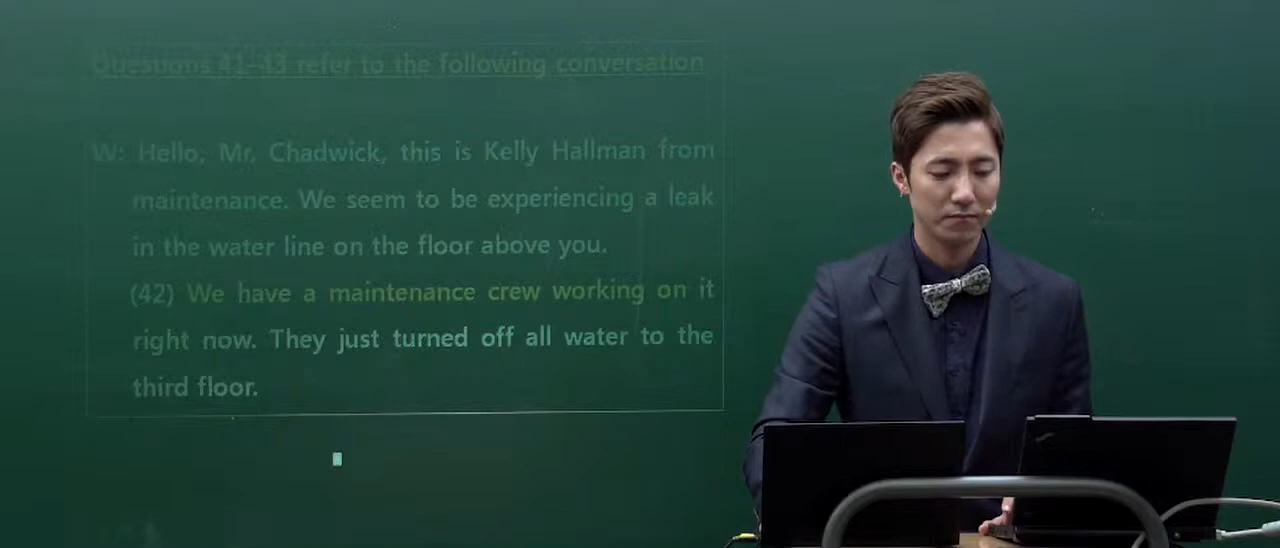 Questions 41-43 refer to the following conversation
W: Hello, Mr. Chadwick, this is Kelly Hallman from
maintenance. We seem to be experiencing a leak
in the water line on the floor above you.
(42) We have a maintenance crew working on it
right now. They just turned off all water to the
third floor.